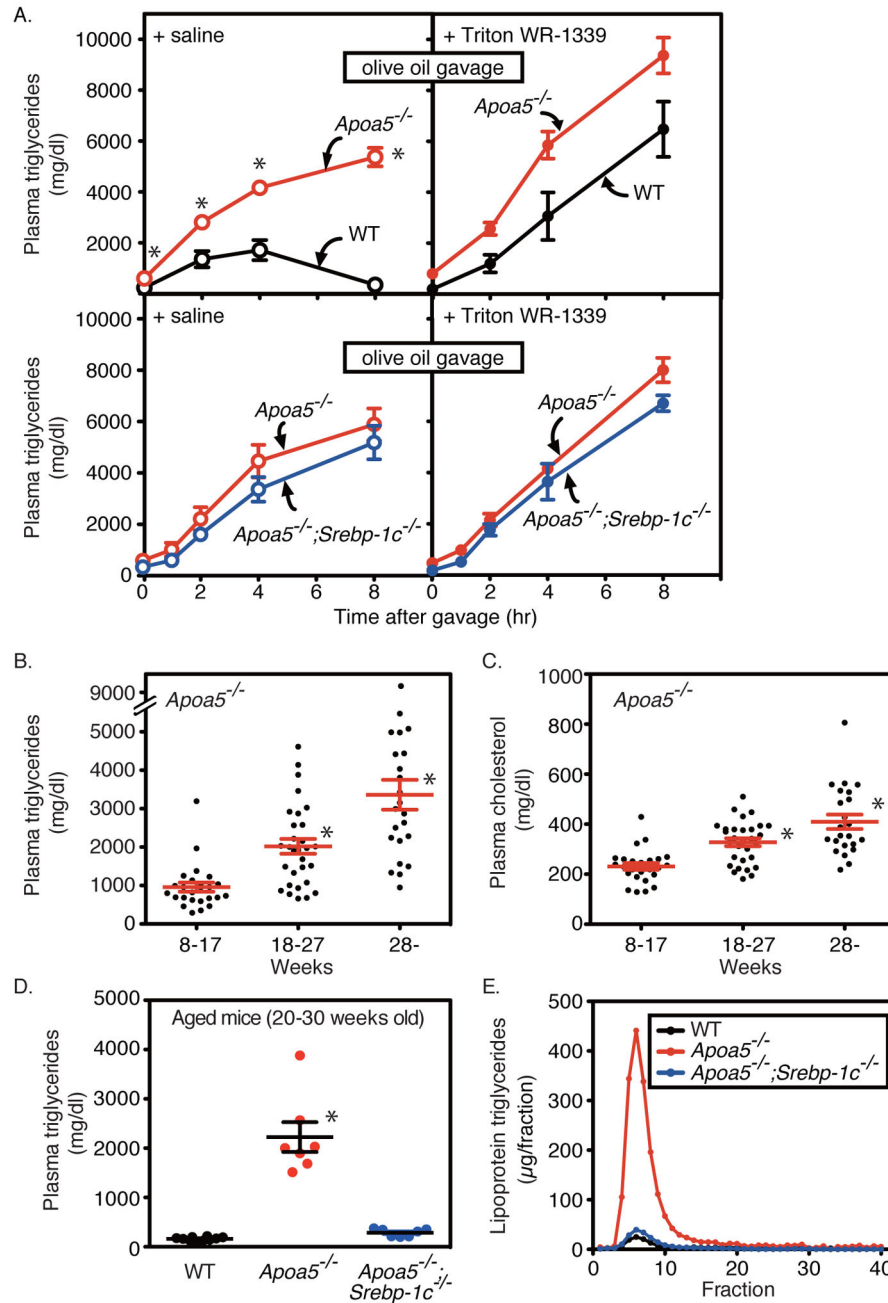 A.
+ saline
+ Triton WR-1339
olive oil gavage
10000
8000
6000
4000
2000
0
Plasma triglycerides
(mg/dl)
Apoa5-/-
*
*
*
*
WT
Apoa5-/-
WT
+ saline
+ Triton WR-1339
olive oil gavage
10000
8000
6000
4000
2000
0
Plasma triglycerides
(mg/dl)
Apoa5-/-
Apoa5-/-;Srebp-1c-/-
Apoa5-/-
Apoa5-/-;Srebp-1c-/-
0 2 4 6 8 0 2 4 6 8
Time after gavage (hr)
B.
Apoa5-/-
9000
5000
4000
3000
2000
1000
0
Plasma triglycerides
(mg/dl)
*
*
8-17 18-27 28-
Weeks
C.
Apoa5-/-
1000
800
600
400
200
0
Plasma cholesterol
(mg/dl)
*
*
8-17 18-27 28-
Weeks
D.
Aged mice (20-30 weeks old)
5000
4000
3000
2000
1000
0
Plasma triglycerides
(mg/dl)
*
WT
Apoa5-/-
Apoa5-/-;
Srebp-1c-/-
E.
500
400
300
200
100
0
Lipoprotein triglycerides
(µg/fraction)
WT
Apoa5-/-
Apoa5-/-;Srebp-1c-/-
0 10 20 30 40
Fraction